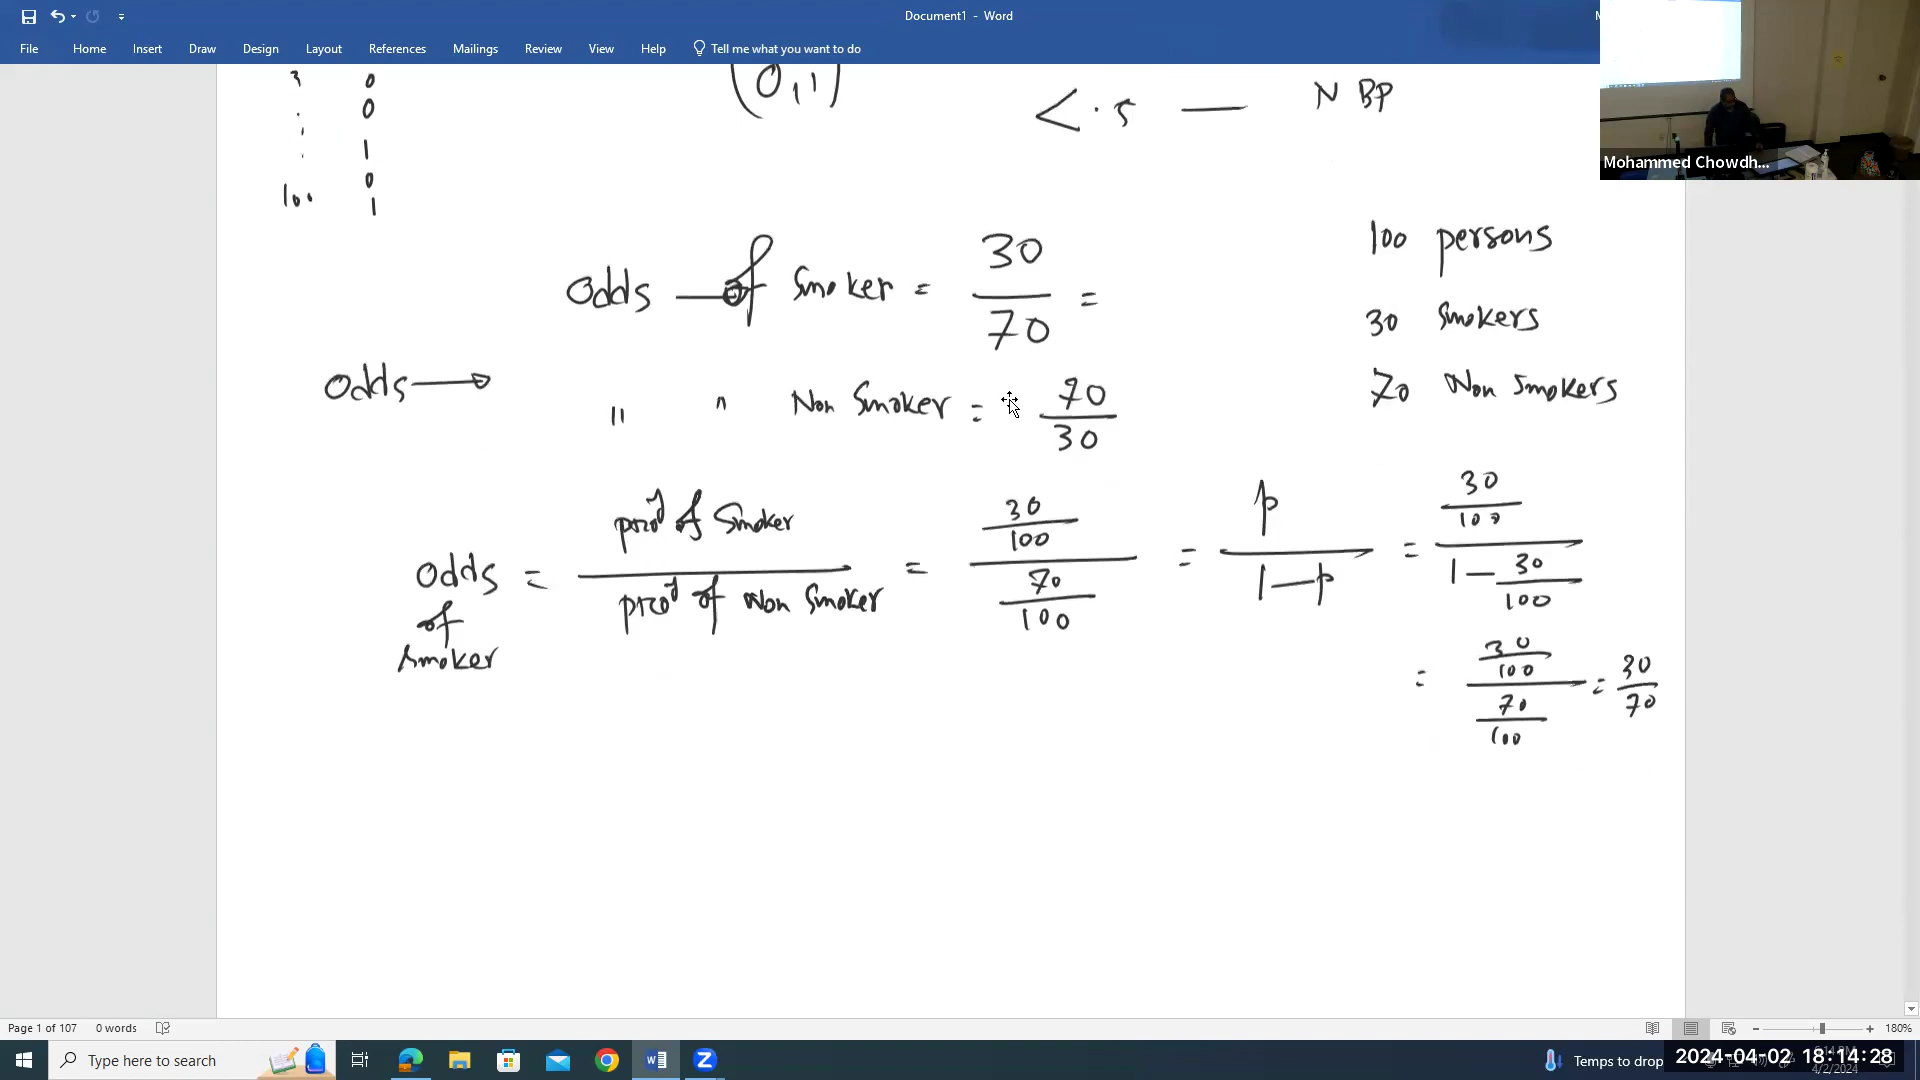 Document1 - Word
File Home Insert Draw Design Layout References Mailings Review View Help Tell me what you want to do
Mohammed Chowdh...
3 0
. 0
(0,1)
< .5 — N BP
. 1
. 0
100 1
100 persons
30 Smokers
70 Non Smokers
Odds → of Smoker = 30/70 =
Odds →
" " Non Smoker = 70/30
Odds of Smoker = of Smoker / of Non Smoker = (30/100)/(70/100) = p/(1-p) = (30/100)/(1 - 30/100)
= (30/100)/(70/100) = 30/70
Page 1 of 107 0 words 180%
Type here to search
Temps to drop
2024-04-02 18:14:28
4/2/2024